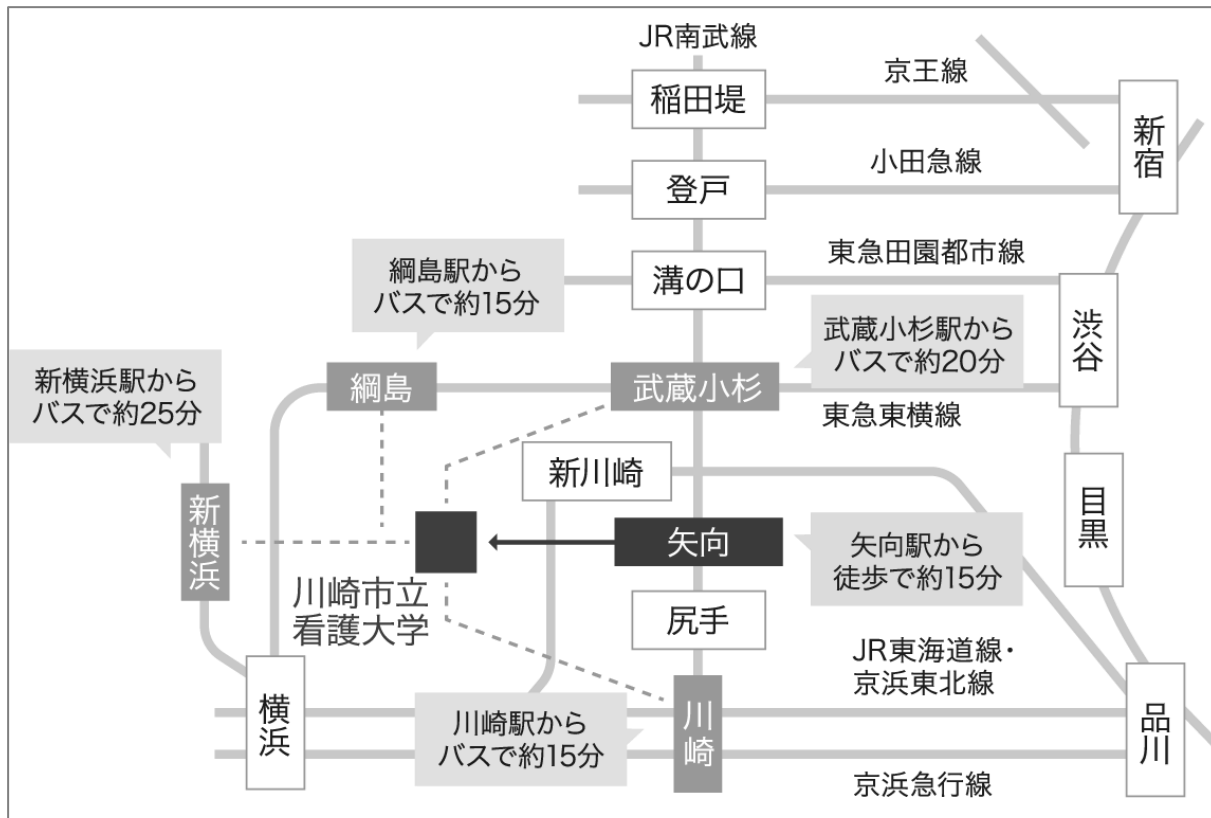 JR南武線
京王線
稲田堤
新宿
小田急線
登戸
東急田園都市線
溝の口
綱島駅から
バスで約15分
渋谷
武蔵小杉駅から
バスで約20分
新横浜駅から
バスで約25分
綱島
武蔵小杉
東急東横線
新川崎
目黒
新横浜
矢向
矢向駅から
徒歩で約15分
川崎市立
看護大学
尻手
JR東海道線・
京浜東北線
横浜
川崎駅から
バスで約15分
川崎
品川
京浜急行線